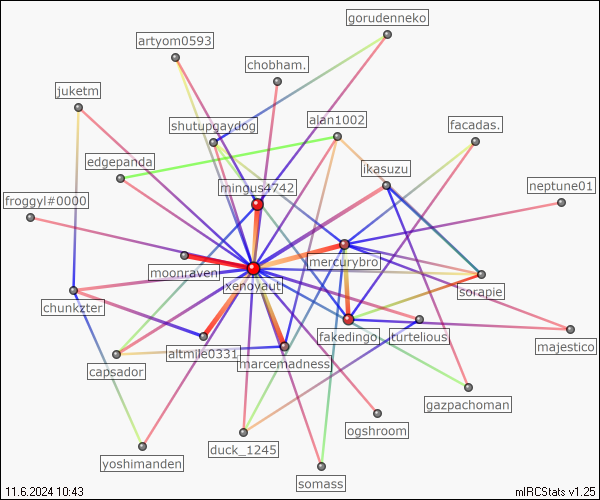 gorudenneko
artyom0593
chobham.
juketm
alan1002
shutupgaydog
facadas.
edgepanda
ikasuzu
mingus4742
neptune01
froggyl#0000
mercurybro
moonraven
xenoyaut
sorapie
chunkzter
fakedingo
turtelious
majestico
altmile0331
marcemadness
capsador
gazpachoman
ogshroom
duck_1245
yoshimanden
somass
11.6.2024 10:43
mIRCStats v1.25